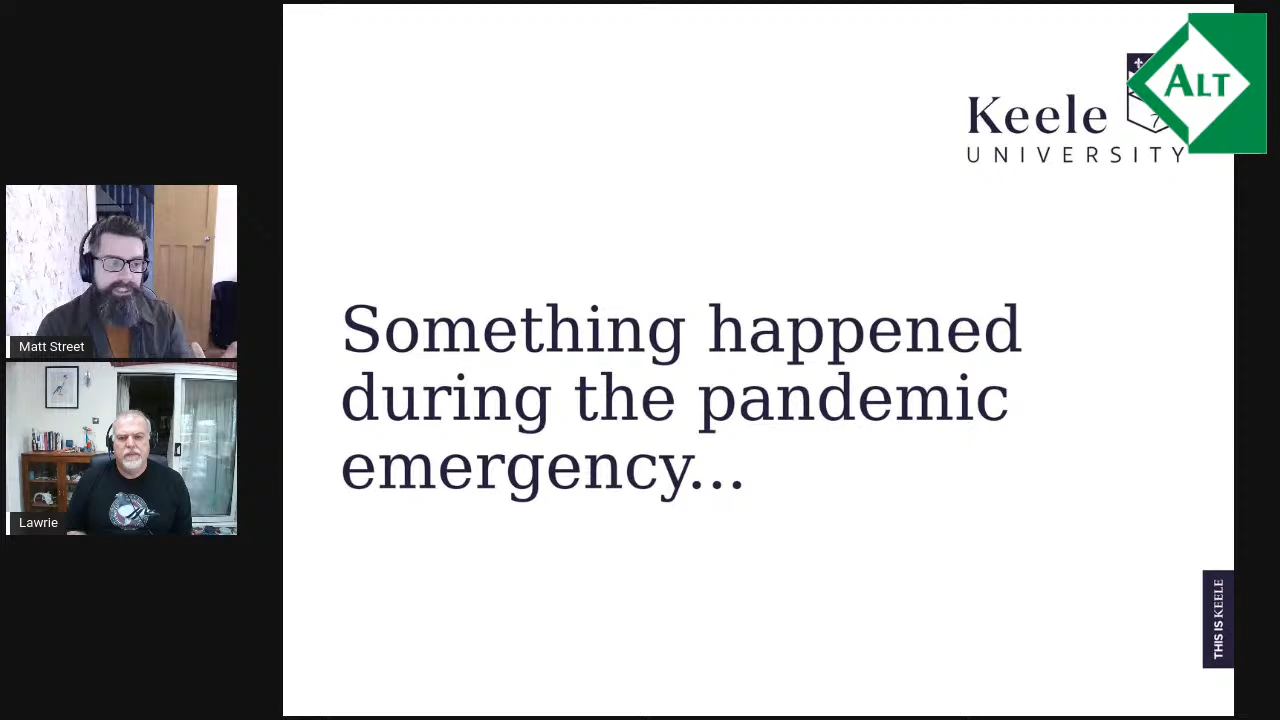 Keele
UNIVERSITY
ALT
Matt Street
Lawrie
Something happened
during the pandemic
emergency...
THIS IS KEELE